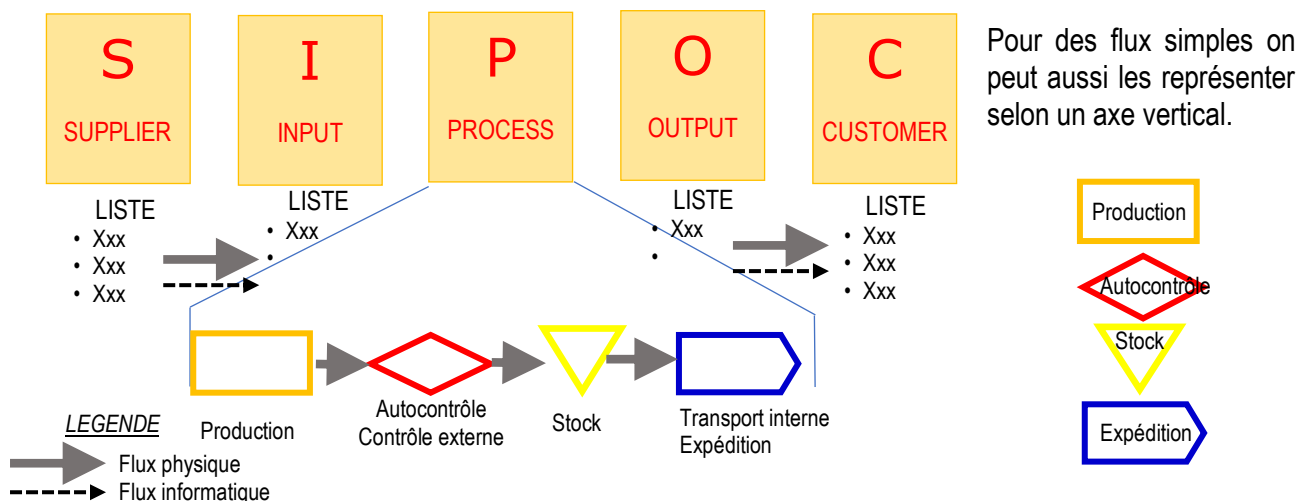 S
SUPPLIER
I
INPUT
P
PROCESS
O
OUTPUT
C
CUSTOMER
Pour des flux simples on
peut aussi les représenter
selon un axe vertical.
LISTE
• Xxx
• Xxx
• Xxx
LISTE
• Xxx
•
LISTE
• Xxx
•
LISTE
• Xxx
• Xxx
• Xxx
Production
Autocontrôle
Contrôle externe
Stock
Transport interne
Expédition
LEGENDE
Flux physique
Flux informatique
Production
Autocontrôle
Stock
Expédition